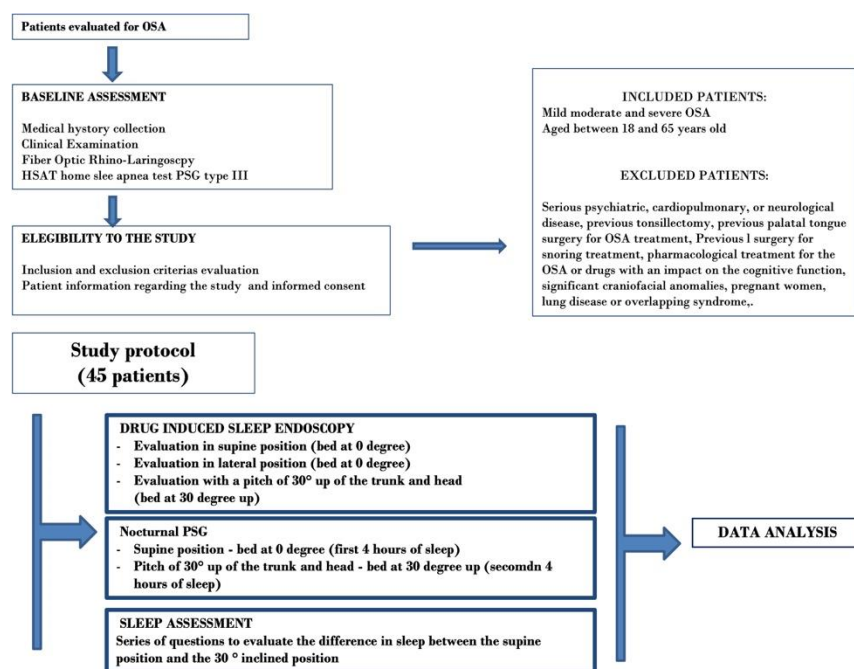 Patients evaluated for OSA
BASELINE ASSESSMENT
Medical hystory collection
Clinical Examination
Fiber Optic Rhino-Laringoscpy
HSAT home slee apnea test PSG type III
ELEGIBILITY TO THE STUDY
Inclusion and exclusion criterias evaluation
Patient information regarding the study and informed consent
INCLUDED PATIENTS:
Mild moderate and severe OSA
Aged between 18 and 65 years old
EXCLUDED PATIENTS:
Serious psychiatric, cardiopulmonary, or neurological
disease, previous tonsillectomy, previous palatal tongue
surgery for OSA treatment, Previous l surgery for
snoring treatment, pharmacological treatment for the
OSA or drugs with an impact on the cognitive function,
significant craniofacial anomalies, pregnant women,
lung disease or overlapping syndrome,.
Study protocol
(45 patients)
DRUG INDUCED SLEEP ENDOSCOPY
- Evaluation in supine position (bed at 0 degree)
- Evaluation in lateral position (bed at 0 degree)
- Evaluation with a pitch of 30° up of the trunk and head
(bed at 30 degree up)
Nocturnal PSG
- Supine position - bed at 0 degree (first 4 hours of sleep)
- Pitch of 30° up of the trunk and head - bed at 30 degree up (secomdn 4
hours of sleep)
SLEEP ASSESSMENT
Series of questions to evaluate the difference in sleep between the supine
position and the 30 ° inclined position
DATA ANALYSIS